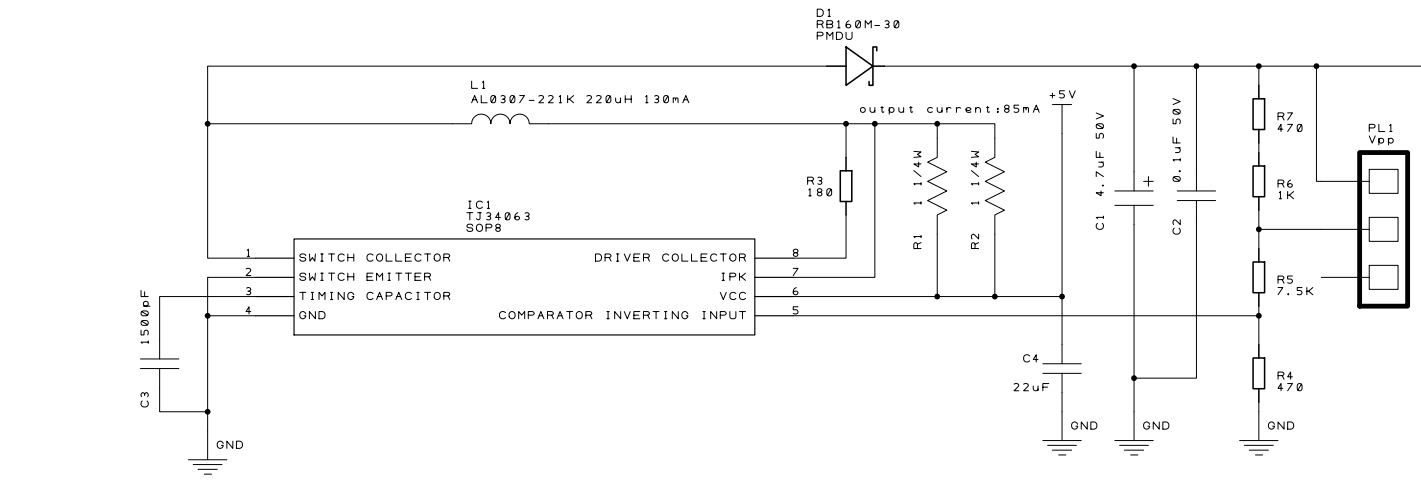 D1
RB160M-30
PMDU
L1
AL0307-221K 220uH 130mA
output current:85mA
+5V
C1 4.7uF 50V
+
C2 0.1uF 50V
R7
470
R6
1K
PL1
Vpp
R3
180
R1 1 1/4W
R2 1 1/4W
IC1
TJ34063
SOP8
1 SWITCH COLLECTOR
2 SWITCH EMITTER
3 TIMING CAPACITOR
4 GND
DRIVER COLLECTOR 8
IPK 7
VCC 6
COMPARATOR INVERTING INPUT 5
R5
7.5K
C3 1500pF
C4
22uF
R4
470
GND
GND
GND
GND